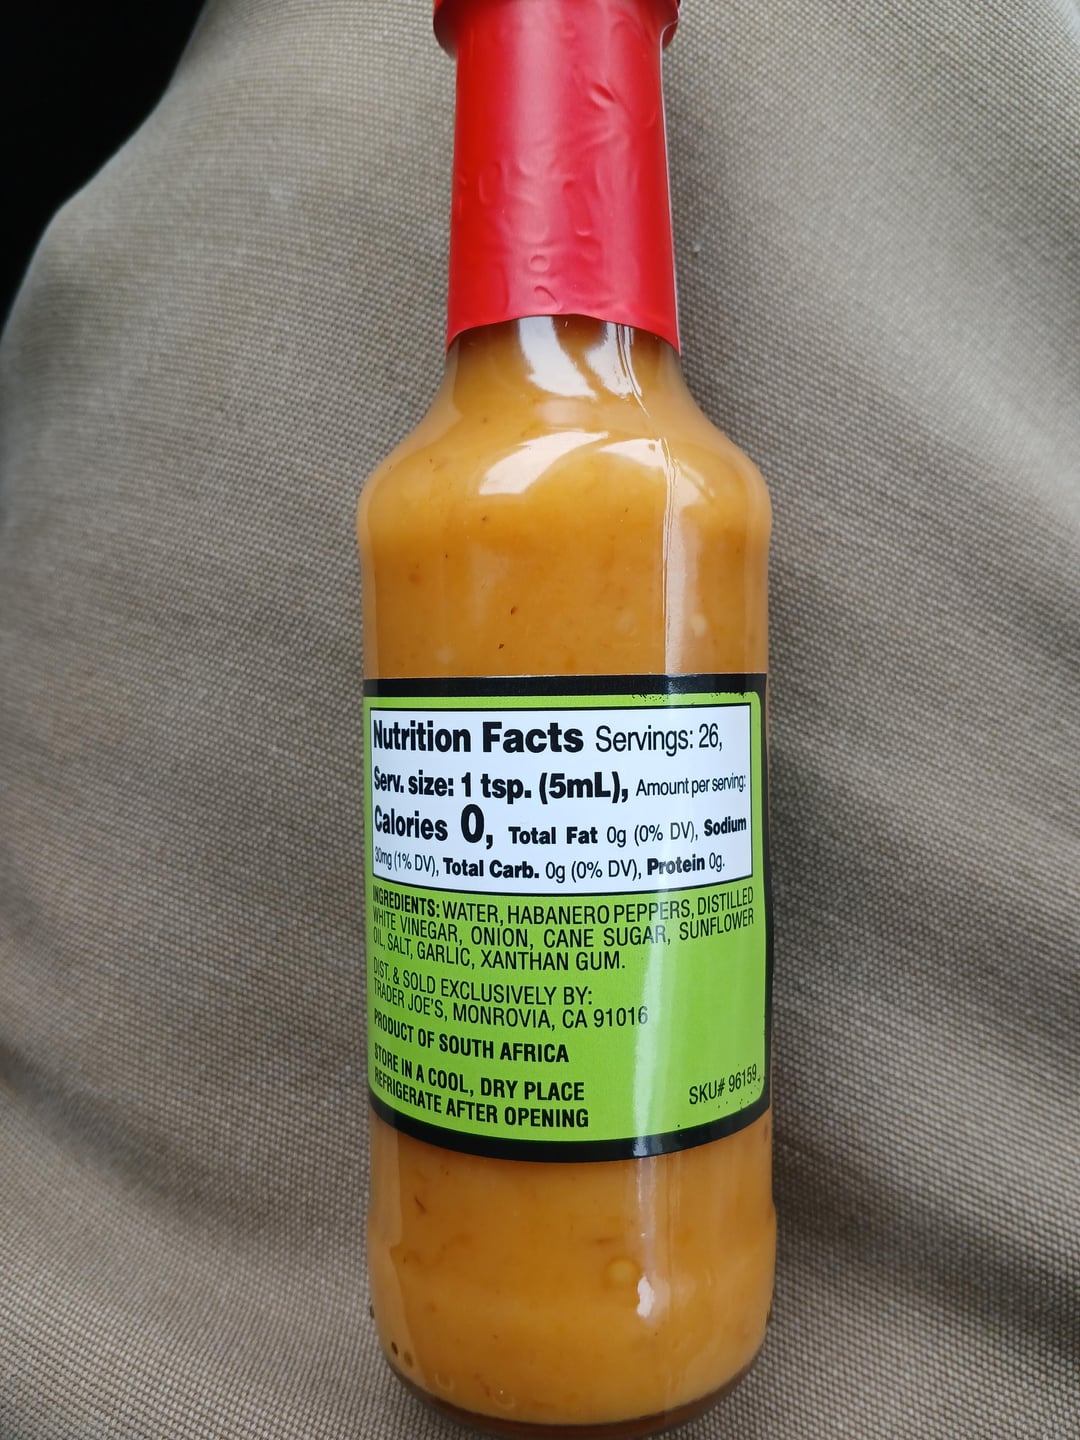 Nutrition Facts Servings: 26,
Serv. size: 1 tsp. (5mL), Amount per serving:
Calories 0, Total Fat 0g (0% DV), Sodium
30mg (1% DV), Total Carb. 0g (0% DV), Protein 0g.
INGREDIENTS: WATER, HABANERO PEPPERS, DISTILLED
WHITE VINEGAR, ONION, CANE SUGAR, SUNFLOWER
OIL, SALT, GARLIC, XANTHAN GUM.
DIST. & SOLD EXCLUSIVELY BY:
TRADER JOE'S, MONROVIA, CA 91016
PRODUCT OF SOUTH AFRICA
STORE IN A COOL, DRY PLACE
REFRIGERATE AFTER OPENING
SKU# 96159